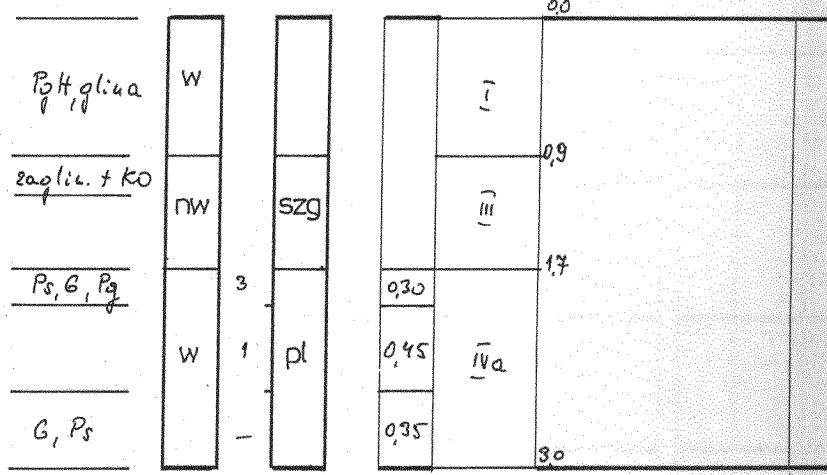 0,0
PgH, glina w I
0,9
zaglin. + KO
nw szg III
1,7
Ps, G, Pg 3 0,30
w 1 pl 0,45 IVa
G, Ps – 0,35
3,0